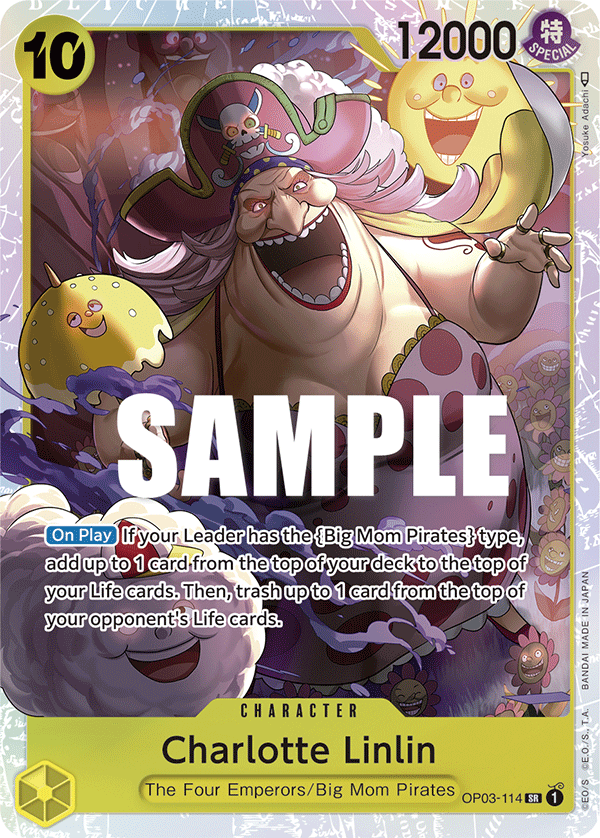 10
12000
特
SPECIAL
Yosuke Adachi
SAMPLE
On Play If your Leader has the {Big Mom Pirates} type,
add up to 1 card from the top of your deck to the top of
your Life cards. Then, trash up to 1 card from the top of
your opponent's Life cards.
©E.O./S., T.A. BANDAI MADE IN JAPAN
©E.O/S
CHARACTER
Charlotte Linlin
The Four Emperors/Big Mom Pirates
OP03-114 SR 1